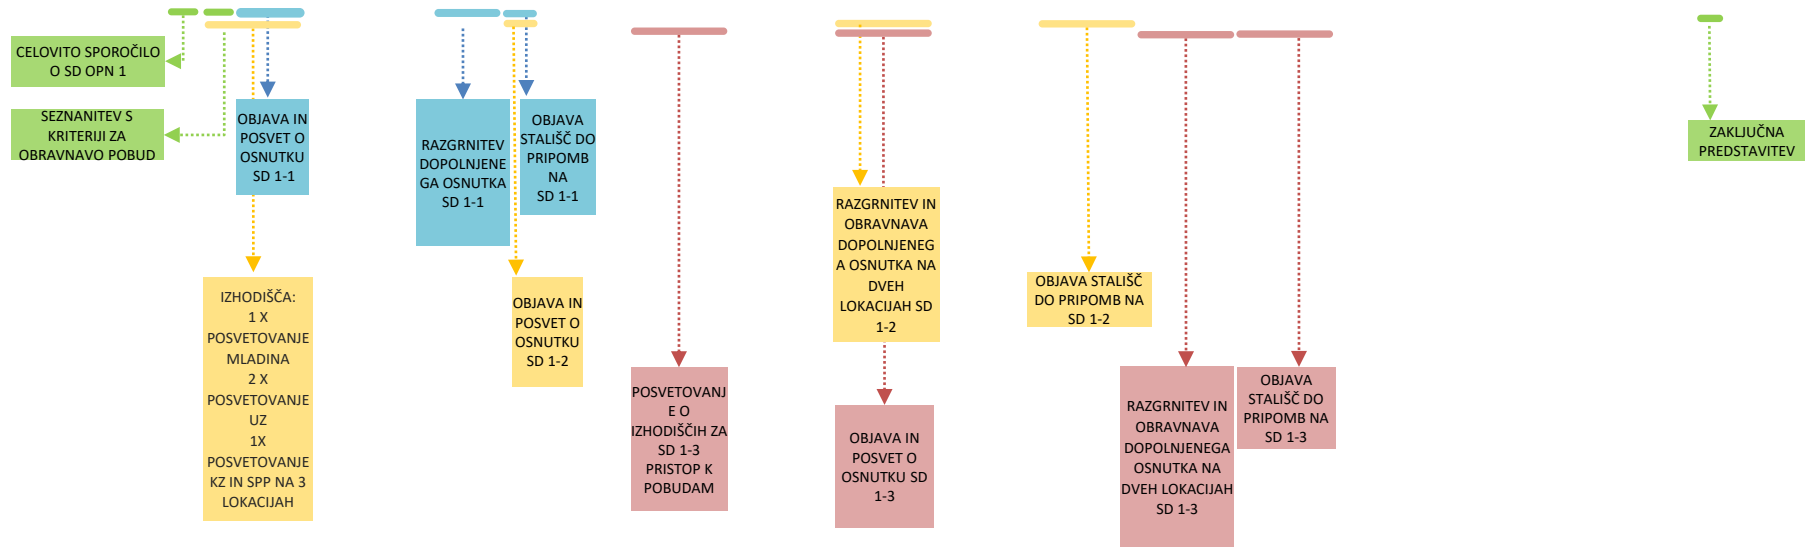 CELOVITO SPOROČILO
O SD OPN 1
SEZNANITEV S
KRITERIJI ZA
OBRAVNAVO POBUD
OBJAVA IN
POSVET O
OSNUTKU
SD 1-1
IZHODIŠČA:
1 X
POSVETOVANJE
MLADINA
2 X
POSVETOVANJE
UZ
1X
POSVETOVANJE
KZ IN SPP NA 3
LOKACIJAH
RAZGRNITEV
DOPOLNJENE
GA OSNUTKA
SD 1-1
OBJAVA
STALIŠČ DO
PRIPOMB
NA
SD 1-1
OBJAVA IN
POSVET O
OSNUTKU
SD 1-2
POSVETOVANJ
E O
IZHODIŠČIH ZA
SD 1-3
PRISTOP K
POBUDAM
RAZGRNITEV IN
OBRAVNAVA
DOPOLNJENEG
A OSNUTKA NA
DVEH
LOKACIJAH SD
1-2
OBJAVA IN
POSVET O
OSNUTKU SD
1-3
OBJAVA STALIŠČ
DO PRIPOMB NA
SD 1-2
RAZGRNITEV IN
OBRAVNAVA
DOPOLNJENEGA
OSNUTKA NA
DVEH LOKACIJAH
SD 1-3
OBJAVA
STALIŠČ DO
PRIPOMB NA
SD 1-3
ZAKLJUČNA
PREDSTAVITEV